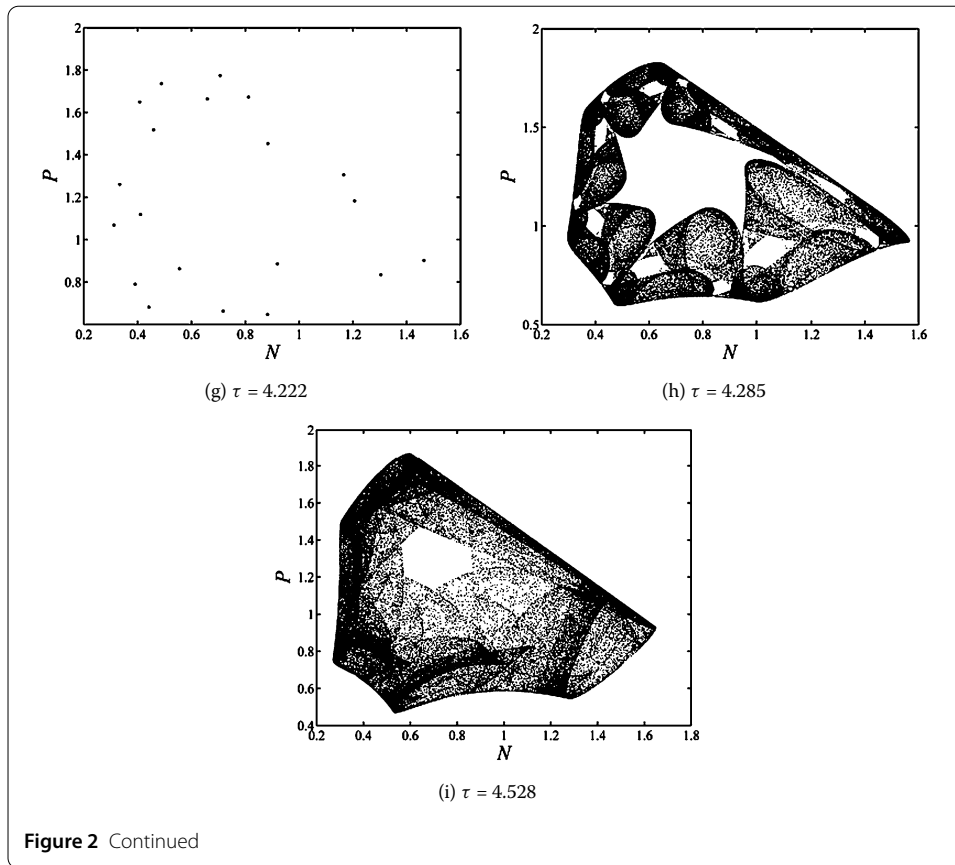 2
1.8
1.6
1.4
1.2
1
0.8
P
0.2 0.4 0.6 0.8 1 1.2 1.4 1.6
N
(g) τ = 4.222
2
1.5
1
0.5
P
0.2 0.4 0.6 0.8 1 1.2 1.4 1.6
N
(h) τ = 4.285
2
1.8
1.6
1.4
1.2
1
0.8
0.6
0.4
P
0.2 0.4 0.6 0.8 1 1.2 1.4 1.6 1.8
N
(i) τ = 4.528
Figure 2 Continued